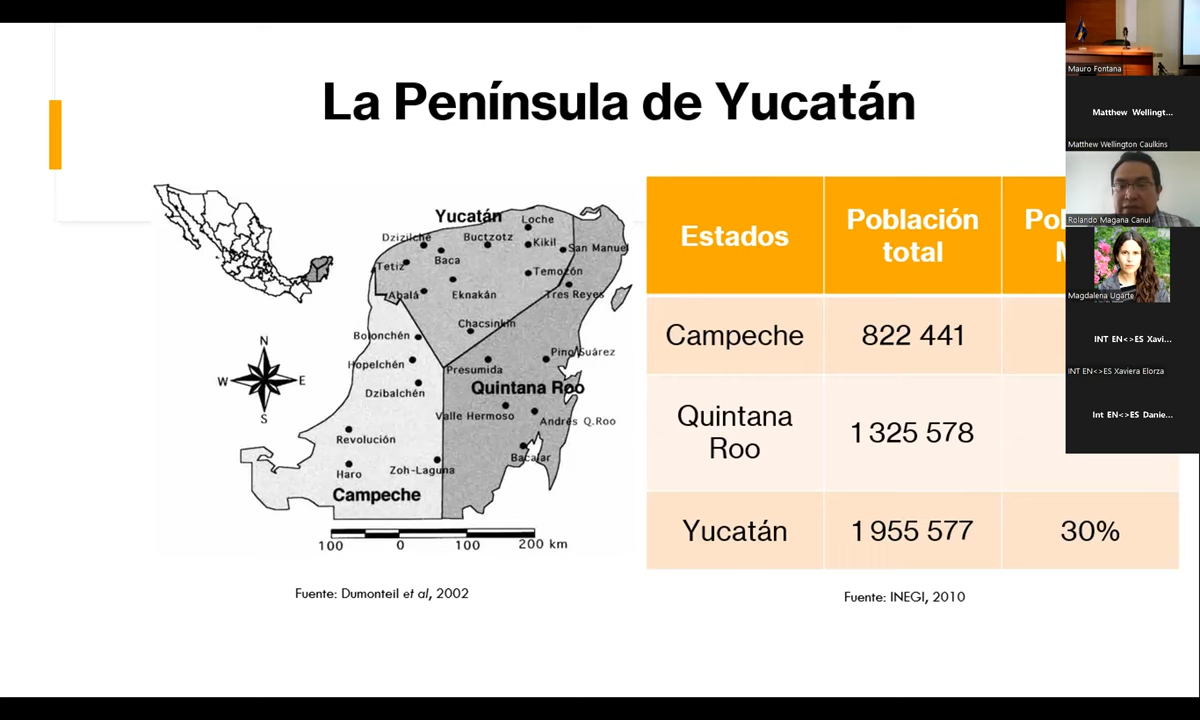 La Península de Yucatán
Yucatán
Loche
Dzizilché
Buctzotz
Kikil
San Manuel
Baca
Tetiz
Temozón
Abalá
Eknakán
Tres Reyes
Chacsinkín
Bolonchén
Pino Suárez
Hopelchén
Presumida
Quintana Roo
Dzibalchén
Valle Hermoso
Andrés Q.Roo
Revolución
Bacalar
Haro
Zoh-Laguna
Campeche
N
W
E
S
100 0 100 200 km
Fuente: Dumonteil et al, 2002
Estados
Población
total
Campeche
822 441
Quintana
Roo
1 325 578
Yucatán
1 955 577
30%
Fuente: INEGI, 2010
Mauro Fontana
Matthew Wellingt...
Matthew Wellington Caulkins
Rolando Magana Canul
Magdalena Ugarte
INT EN<>ES Xavi...
INT EN<>ES Xaviera Elorza
Int EN<>ES Danie...